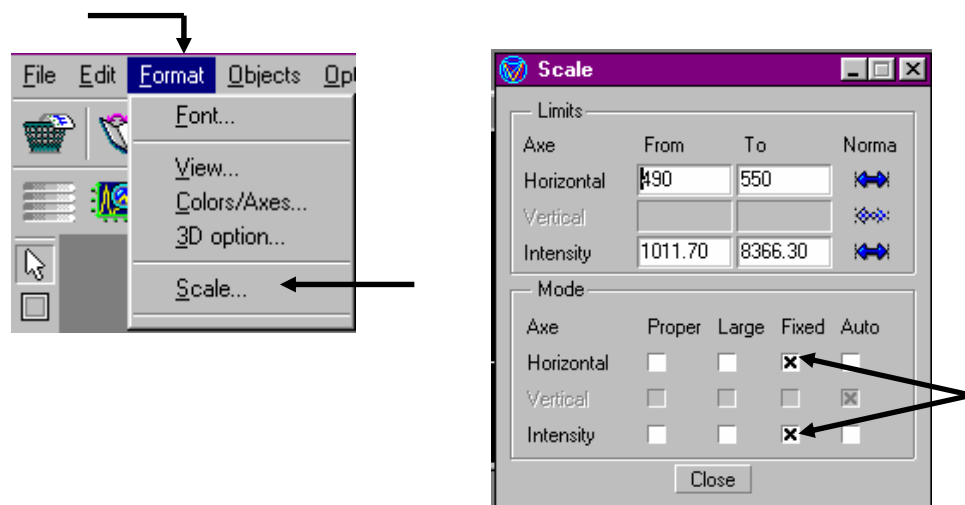 File Edit Format Objects
Font...
View...
Colors/Axes...
3D option...
Scale...
Scale
Limits
Axe From To Norma
Horizontal 490 550
Vertical
Intensity 1011.70 8366.30
Mode
Axe Proper Large Fixed Auto
Horizontal
Vertical
Intensity
Close